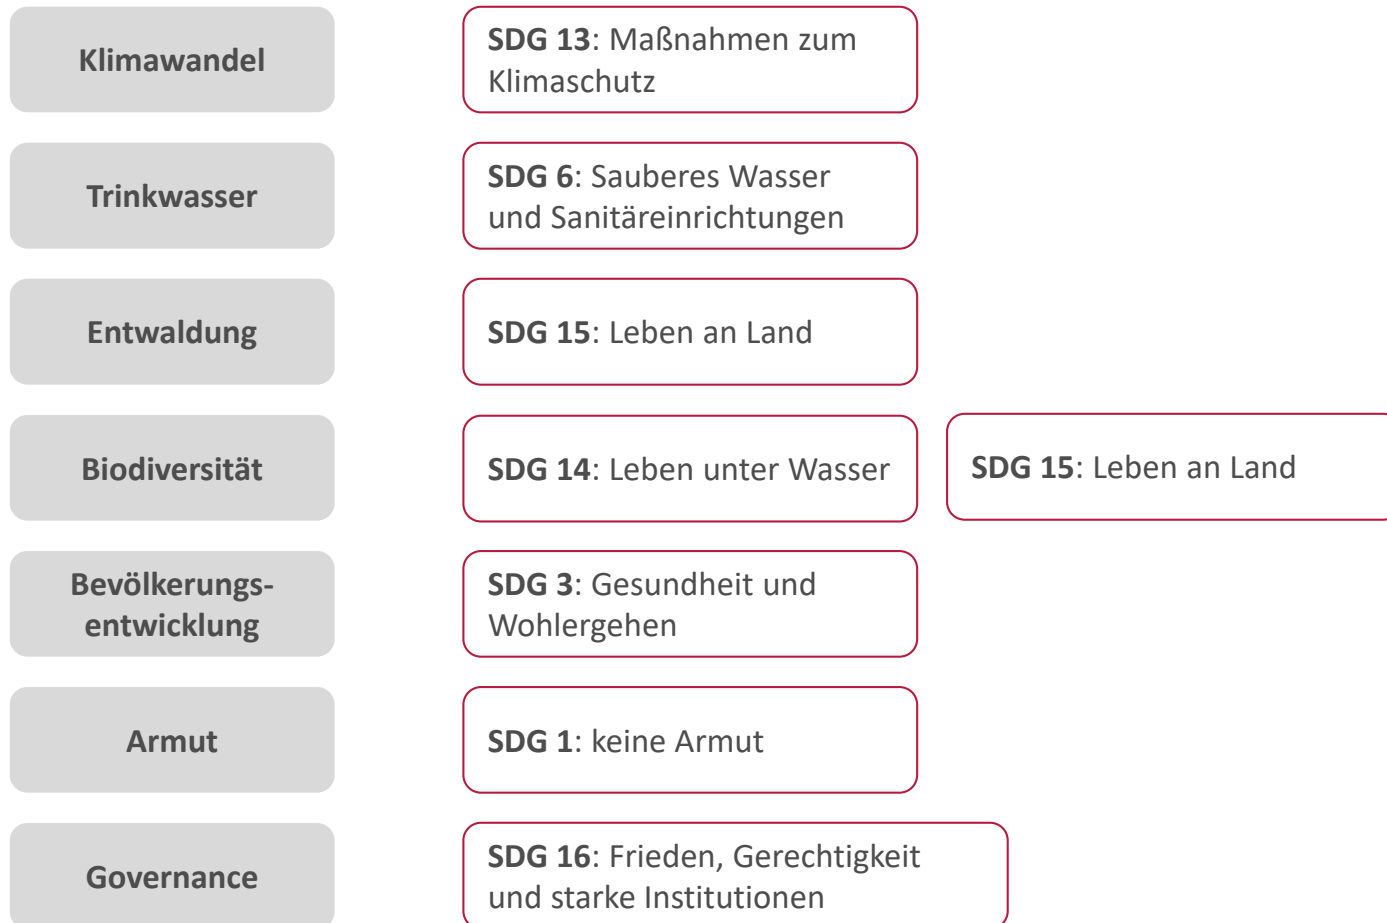 Klimawandel
SDG 13: Maßnahmen zum
Klimaschutz
Trinkwasser
SDG 6: Sauberes Wasser
und Sanitäreinrichtungen
Entwaldung
SDG 15: Leben an Land
Biodiversität
SDG 14: Leben unter Wasser
SDG 15: Leben an Land
Bevölkerungs-
entwicklung
SDG 3: Gesundheit und
Wohlergehen
Armut
SDG 1: keine Armut
Governance
SDG 16: Frieden, Gerechtigkeit
und starke Institutionen